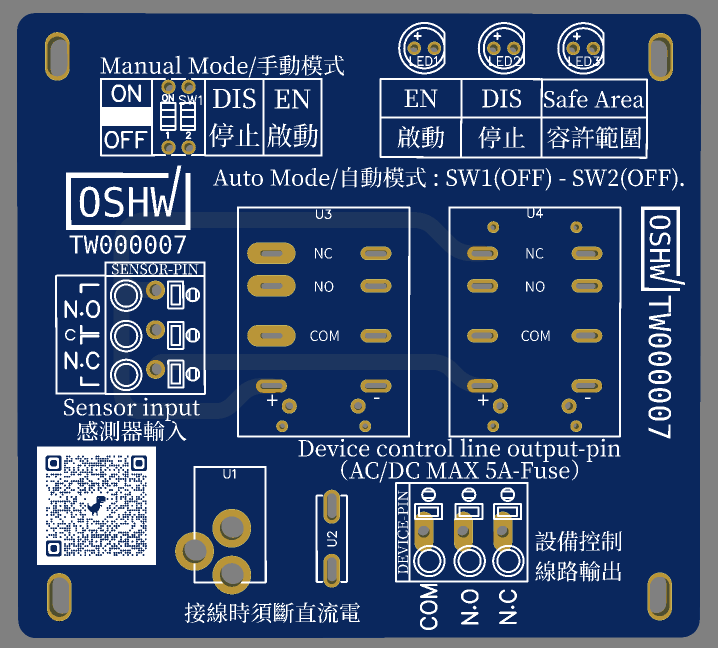 LED1 LED2 LED3
Manual Mode/手動模式
ON
OFF
ON SW1
1 2
DIS EN
停止 啟動
EN DIS Safe Area
啟動 停止 容許範圍
Auto Mode/自動模式 : SW1(OFF) - SW2(OFF).
OSHW
TW000007
SENSOR-PIN
N.O
C
N.C
Sensor input
感測器輸入
U3
NC
NO
COM
+ -
U4
NC
NO
COM
+ -
OSHW
TW000007
Device control line output-pin
(AC/DC MAX 5A-Fuse)
U1
U2
接線時須斷直流電
DEVICE-PIN
COM
N.O
N.C
設備控制
線路輸出